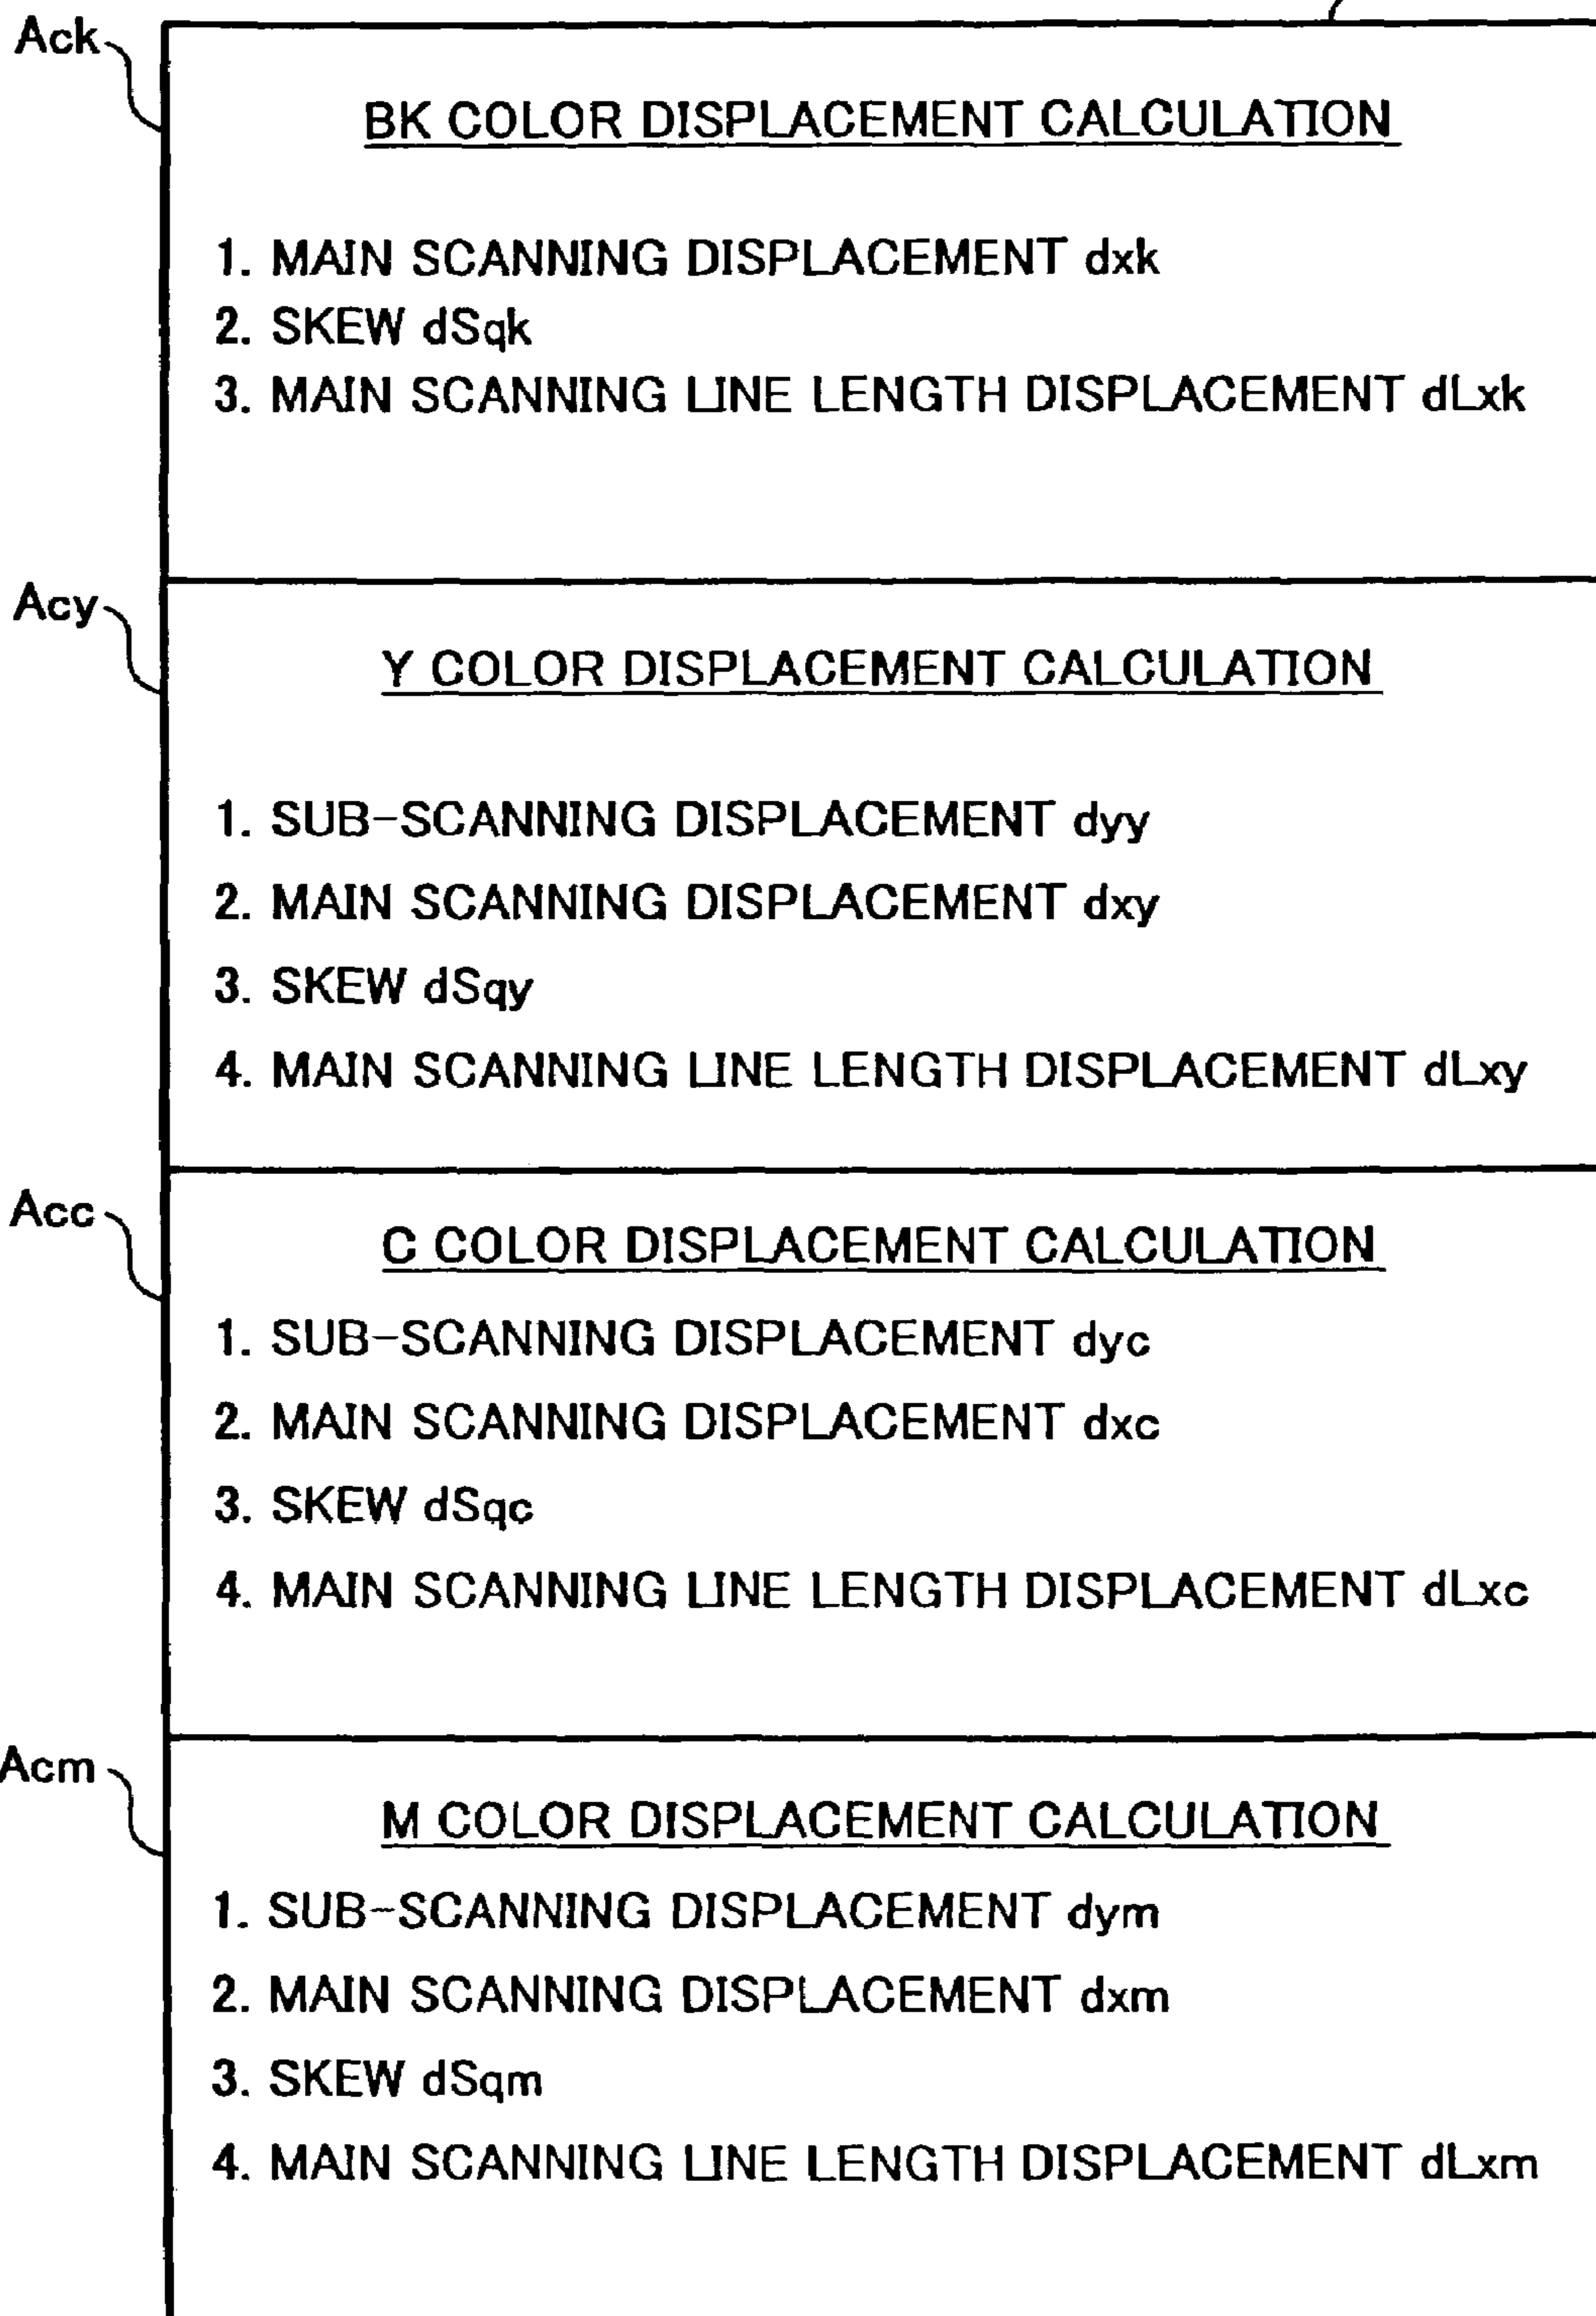 Ack
BK COLOR DISPLACEMENT CALCULATION
1. MAIN SCANNING DISPLACEMENT dxk
2. SKEW dSqk
3. MAIN SCANNING LINE LENGTH DISPLACEMENT dLxk
Acy
Y COLOR DISPLACEMENT CALCULATION
1. SUB-SCANNING DISPLACEMENT dyy
2. MAIN SCANNING DISPLACEMENT dxy
3. SKEW dSqy
4. MAIN SCANNING LINE LENGTH DISPLACEMENT dLxy
Acc
C COLOR DISPLACEMENT CALCULATION
1. SUB-SCANNING DISPLACEMENT dyc
2. MAIN SCANNING DISPLACEMENT dxc
3. SKEW dSqc
4. MAIN SCANNING LINE LENGTH DISPLACEMENT dLxc
Acm
M COLOR DISPLACEMENT CALCULATION
1. SUB-SCANNING DISPLACEMENT dym
2. MAIN SCANNING DISPLACEMENT dxm
3. SKEW dSqm
4. MAIN SCANNING LINE LENGTH DISPLACEMENT dLxm